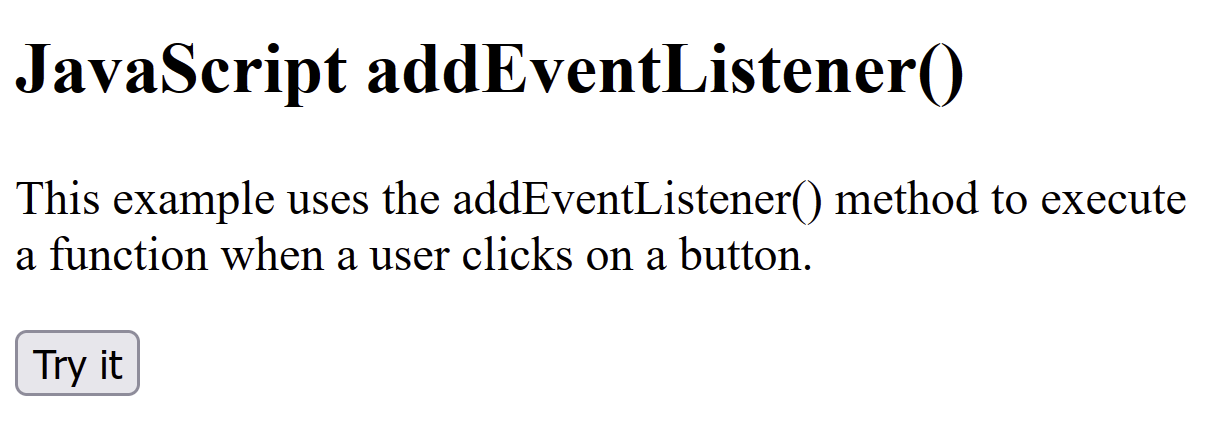 JavaScript addEventListener()
This example uses the addEventListener() method to execute
a function when a user clicks on a button.
Try it